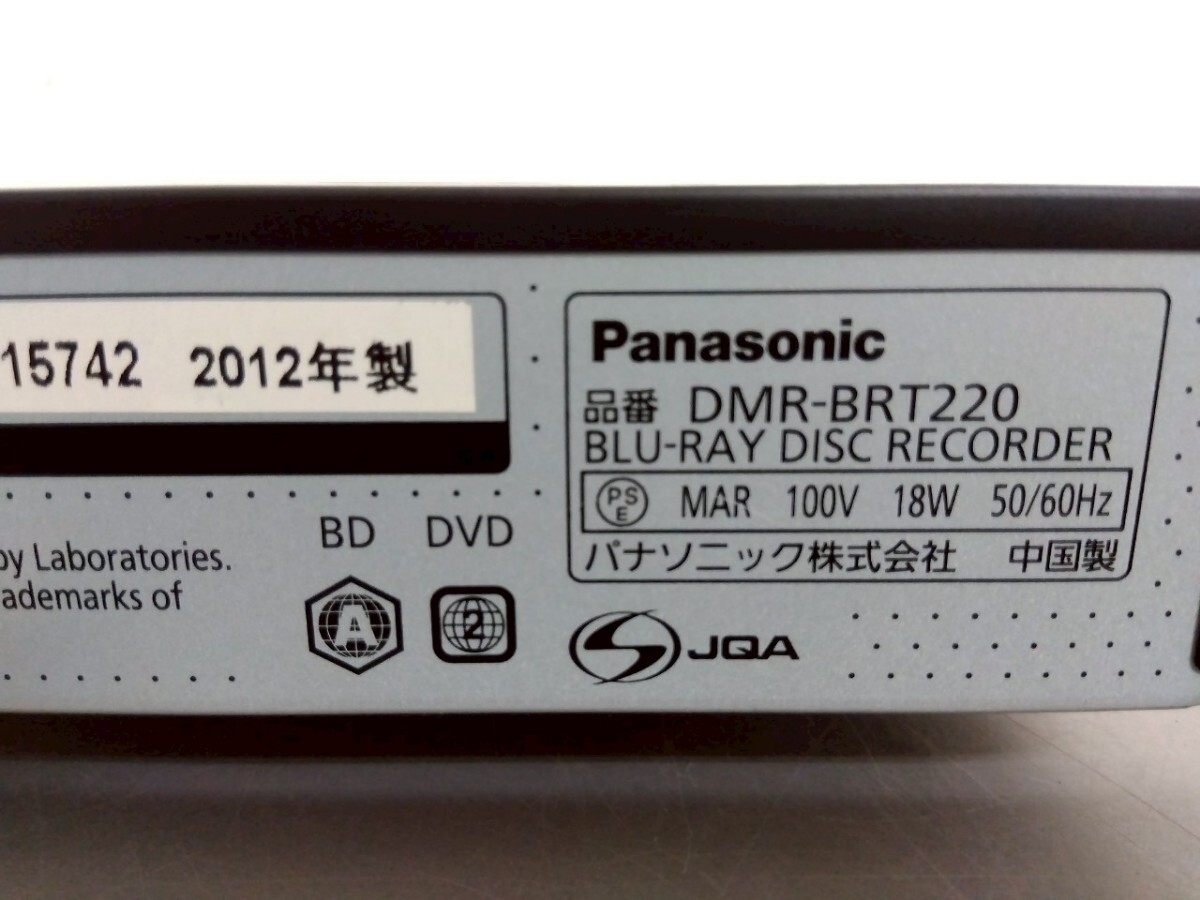 15742 2012年製
by Laboratories.
ademarks of
BD DVD
A 2
Panasonic
品番 DMR-BRT220
BLU-RAY DISC RECORDER
PSE MAR 100V 18W 50/60Hz
パナソニック株式会社 中国製
JQA